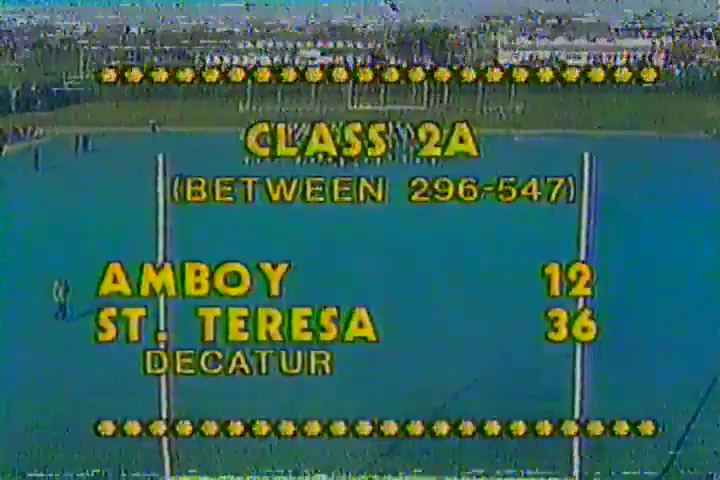 CLASS 2A
(BETWEEN 296-547)
AMBOY 12
ST. TERESA 36
DECATUR